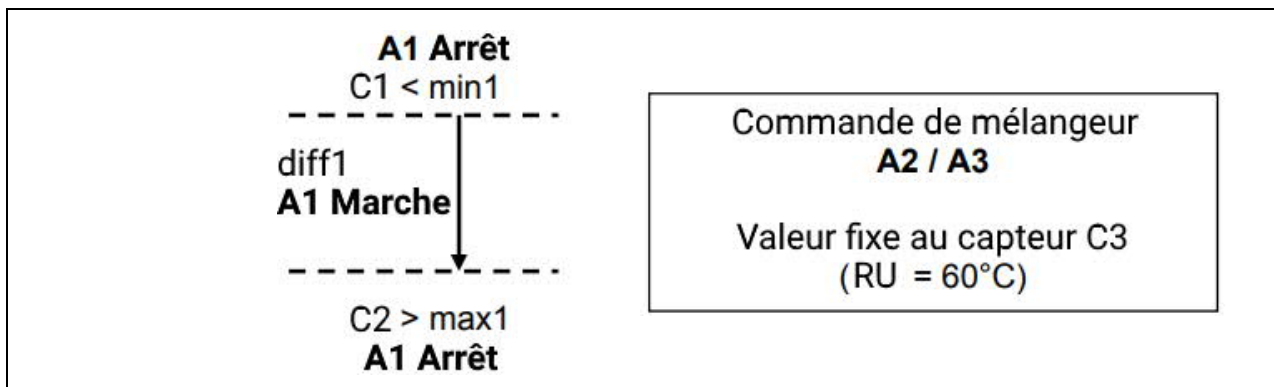 A1 Arrêt
C1 < min1
diff1
A1 Marche
C2 > max1
A1 Arrêt
Commande de mélangeur
A2 / A3
Valeur fixe au capteur C3
(RU = 60°C)